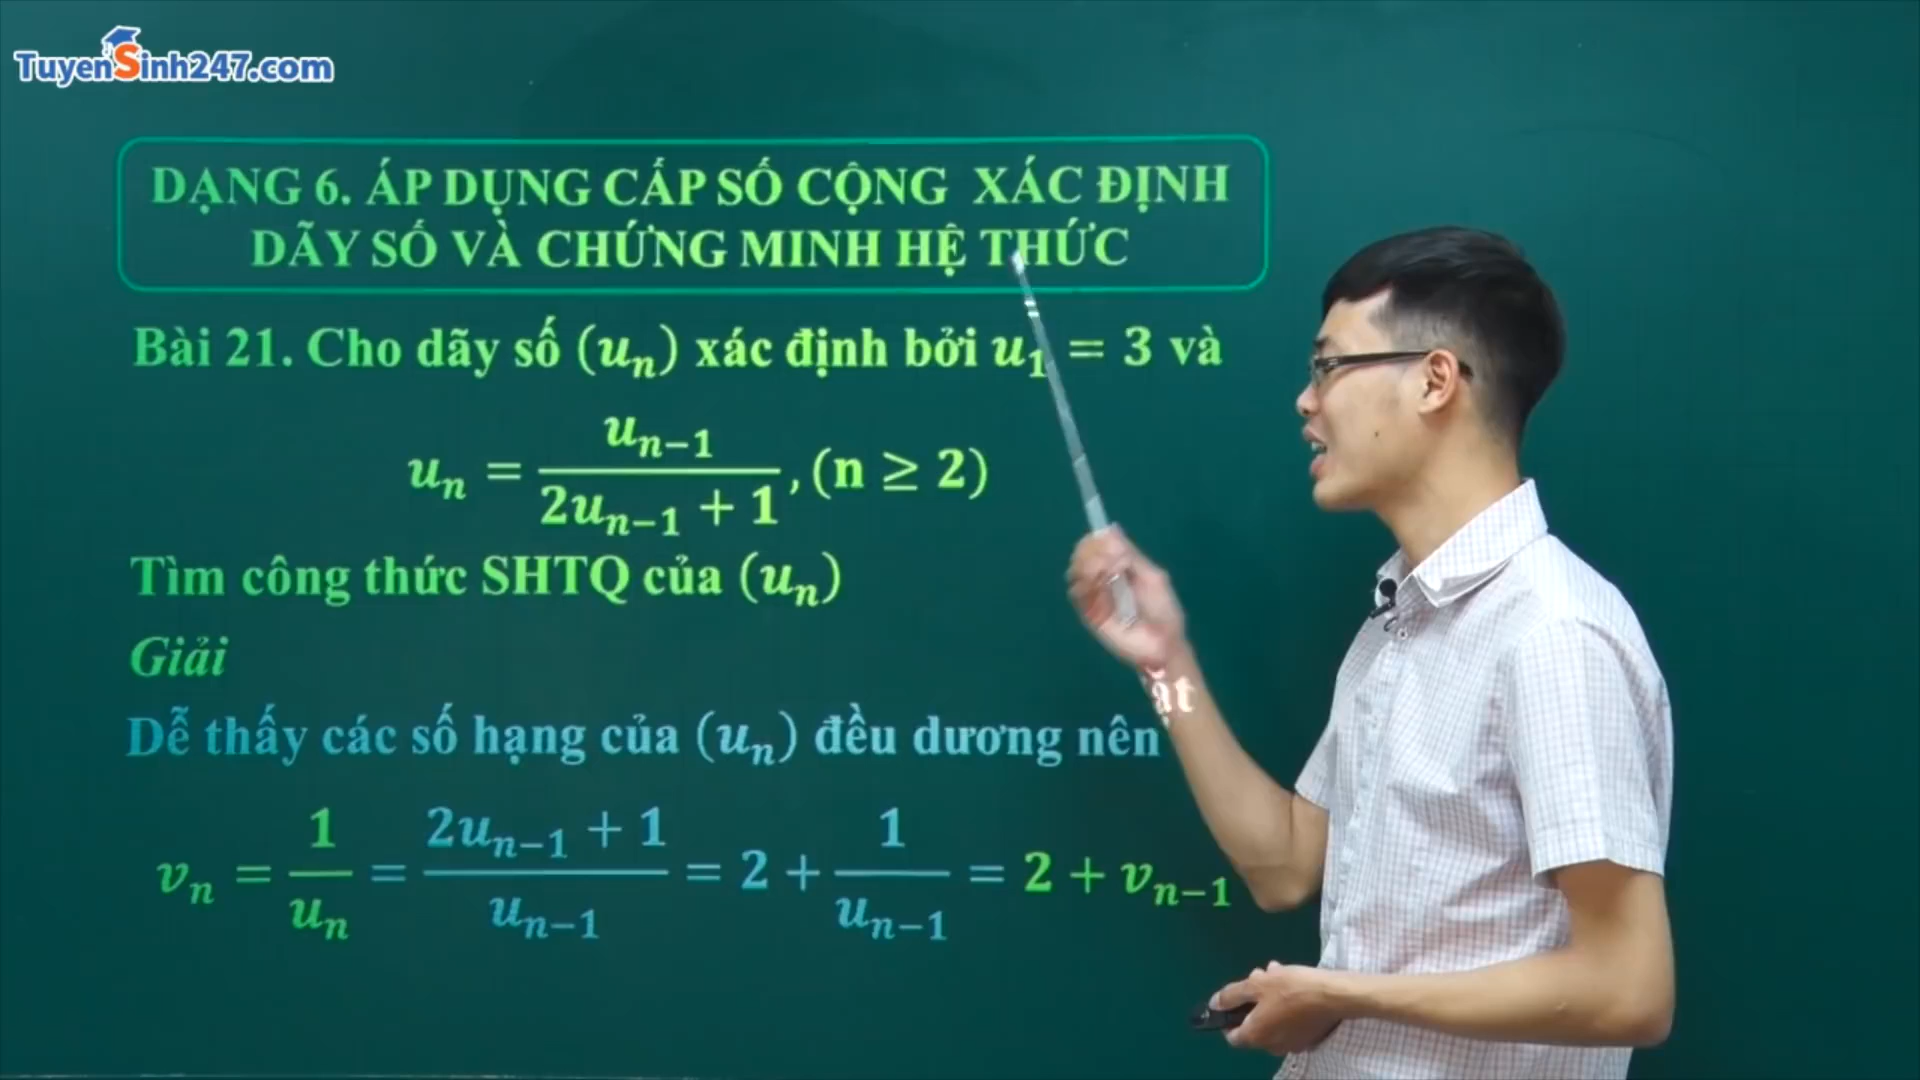 TuyenSinh247.com
DẠNG 6. ÁP DỤNG CẤP SỐ CỘNG XÁC ĐỊNH
DÃY SỐ VÀ CHỨNG MINH HỆ THỨC
Bài 21. Cho dãy số (uₙ) xác định bởi u₁ = 3 và
uₙ = uₙ₋₁ / (2uₙ₋₁ + 1), (n ≥ 2)
Tìm công thức SHTQ của (uₙ)
Giải
Dễ thấy các số hạng của (uₙ) đều dương nên
vₙ = 1/uₙ = (2uₙ₋₁ + 1)/uₙ₋₁ = 2 + 1/uₙ₋₁ = 2 + vₙ₋₁